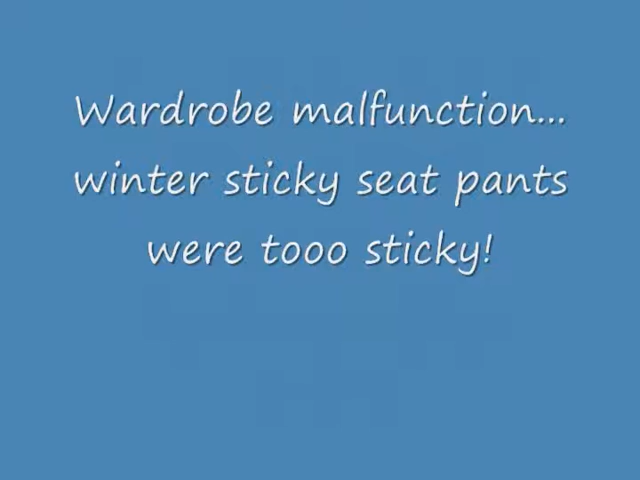 Wardrobe malfunction...
winter sticky seat pants
were tooo sticky!